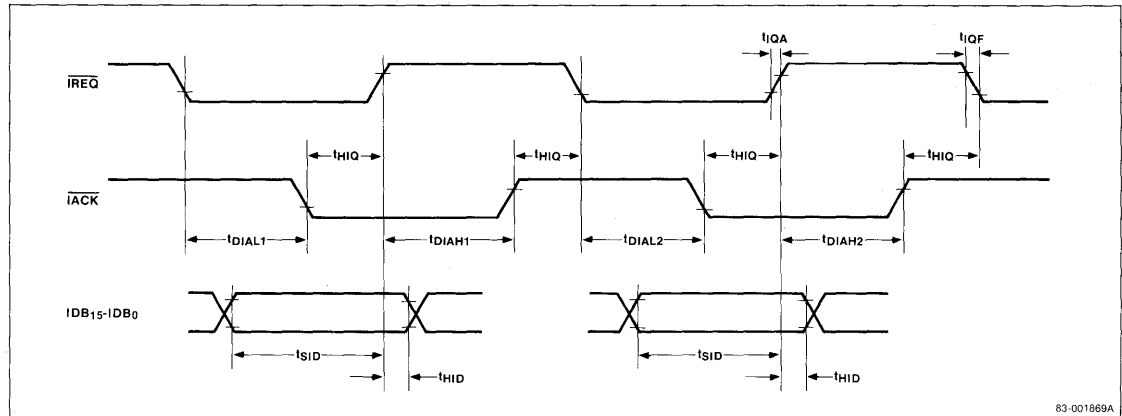 tIQA tIQF
IREQ
tHIQ tHIQ tHIQ tHIQ
IACK
tDIAL1 tDIAH1 tDIAL2 tDIAH2
IDB15-IDB0
tSID tSID
tHID tHID
83-001869A